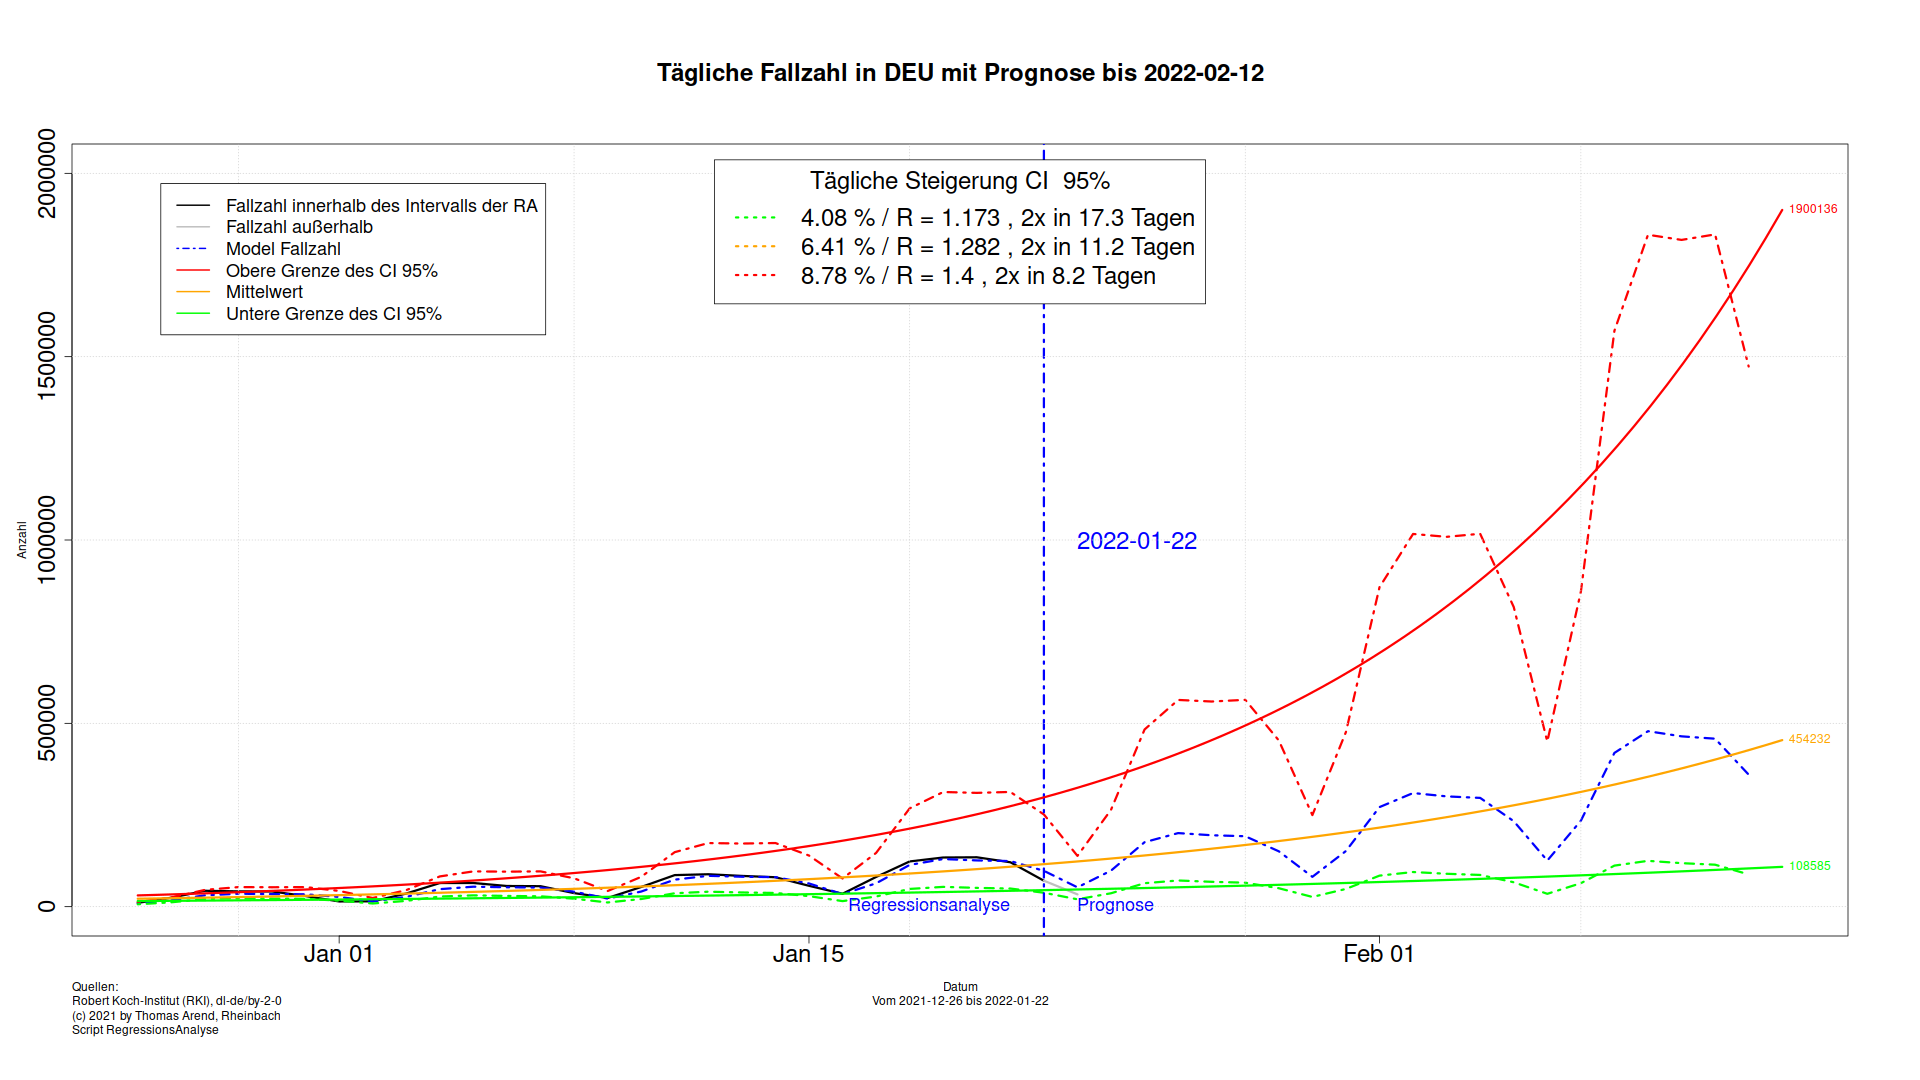 Tägliche Fallzahl in DEU mit Prognose bis 2022-02-12
Anzahl
2000000
1500000
1000000
500000
0
Fallzahl innerhalb des Intervalls der RA
Fallzahl außerhalb
Model Fallzahl
Obere Grenze des CI 95%
Mittelwert
Untere Grenze des CI 95%
Tägliche Steigerung CI 95%
4.08 % / R = 1.173 , 2x in 17.3 Tagen
6.41 % / R = 1.282 , 2x in 11.2 Tagen
8.78 % / R = 1.4 , 2x in 8.2 Tagen
1900136
2022-01-22
454232
108585
Regressionsanalyse
Prognose
Jan 01
Jan 15
Feb 01
Datum
Vom 2021-12-26 bis 2022-01-22
Quellen:
Robert Koch-Institut (RKI), dl-de/by-2-0
(c) 2021 by Thomas Arend, Rheinbach
Script RegressionsAnalyse